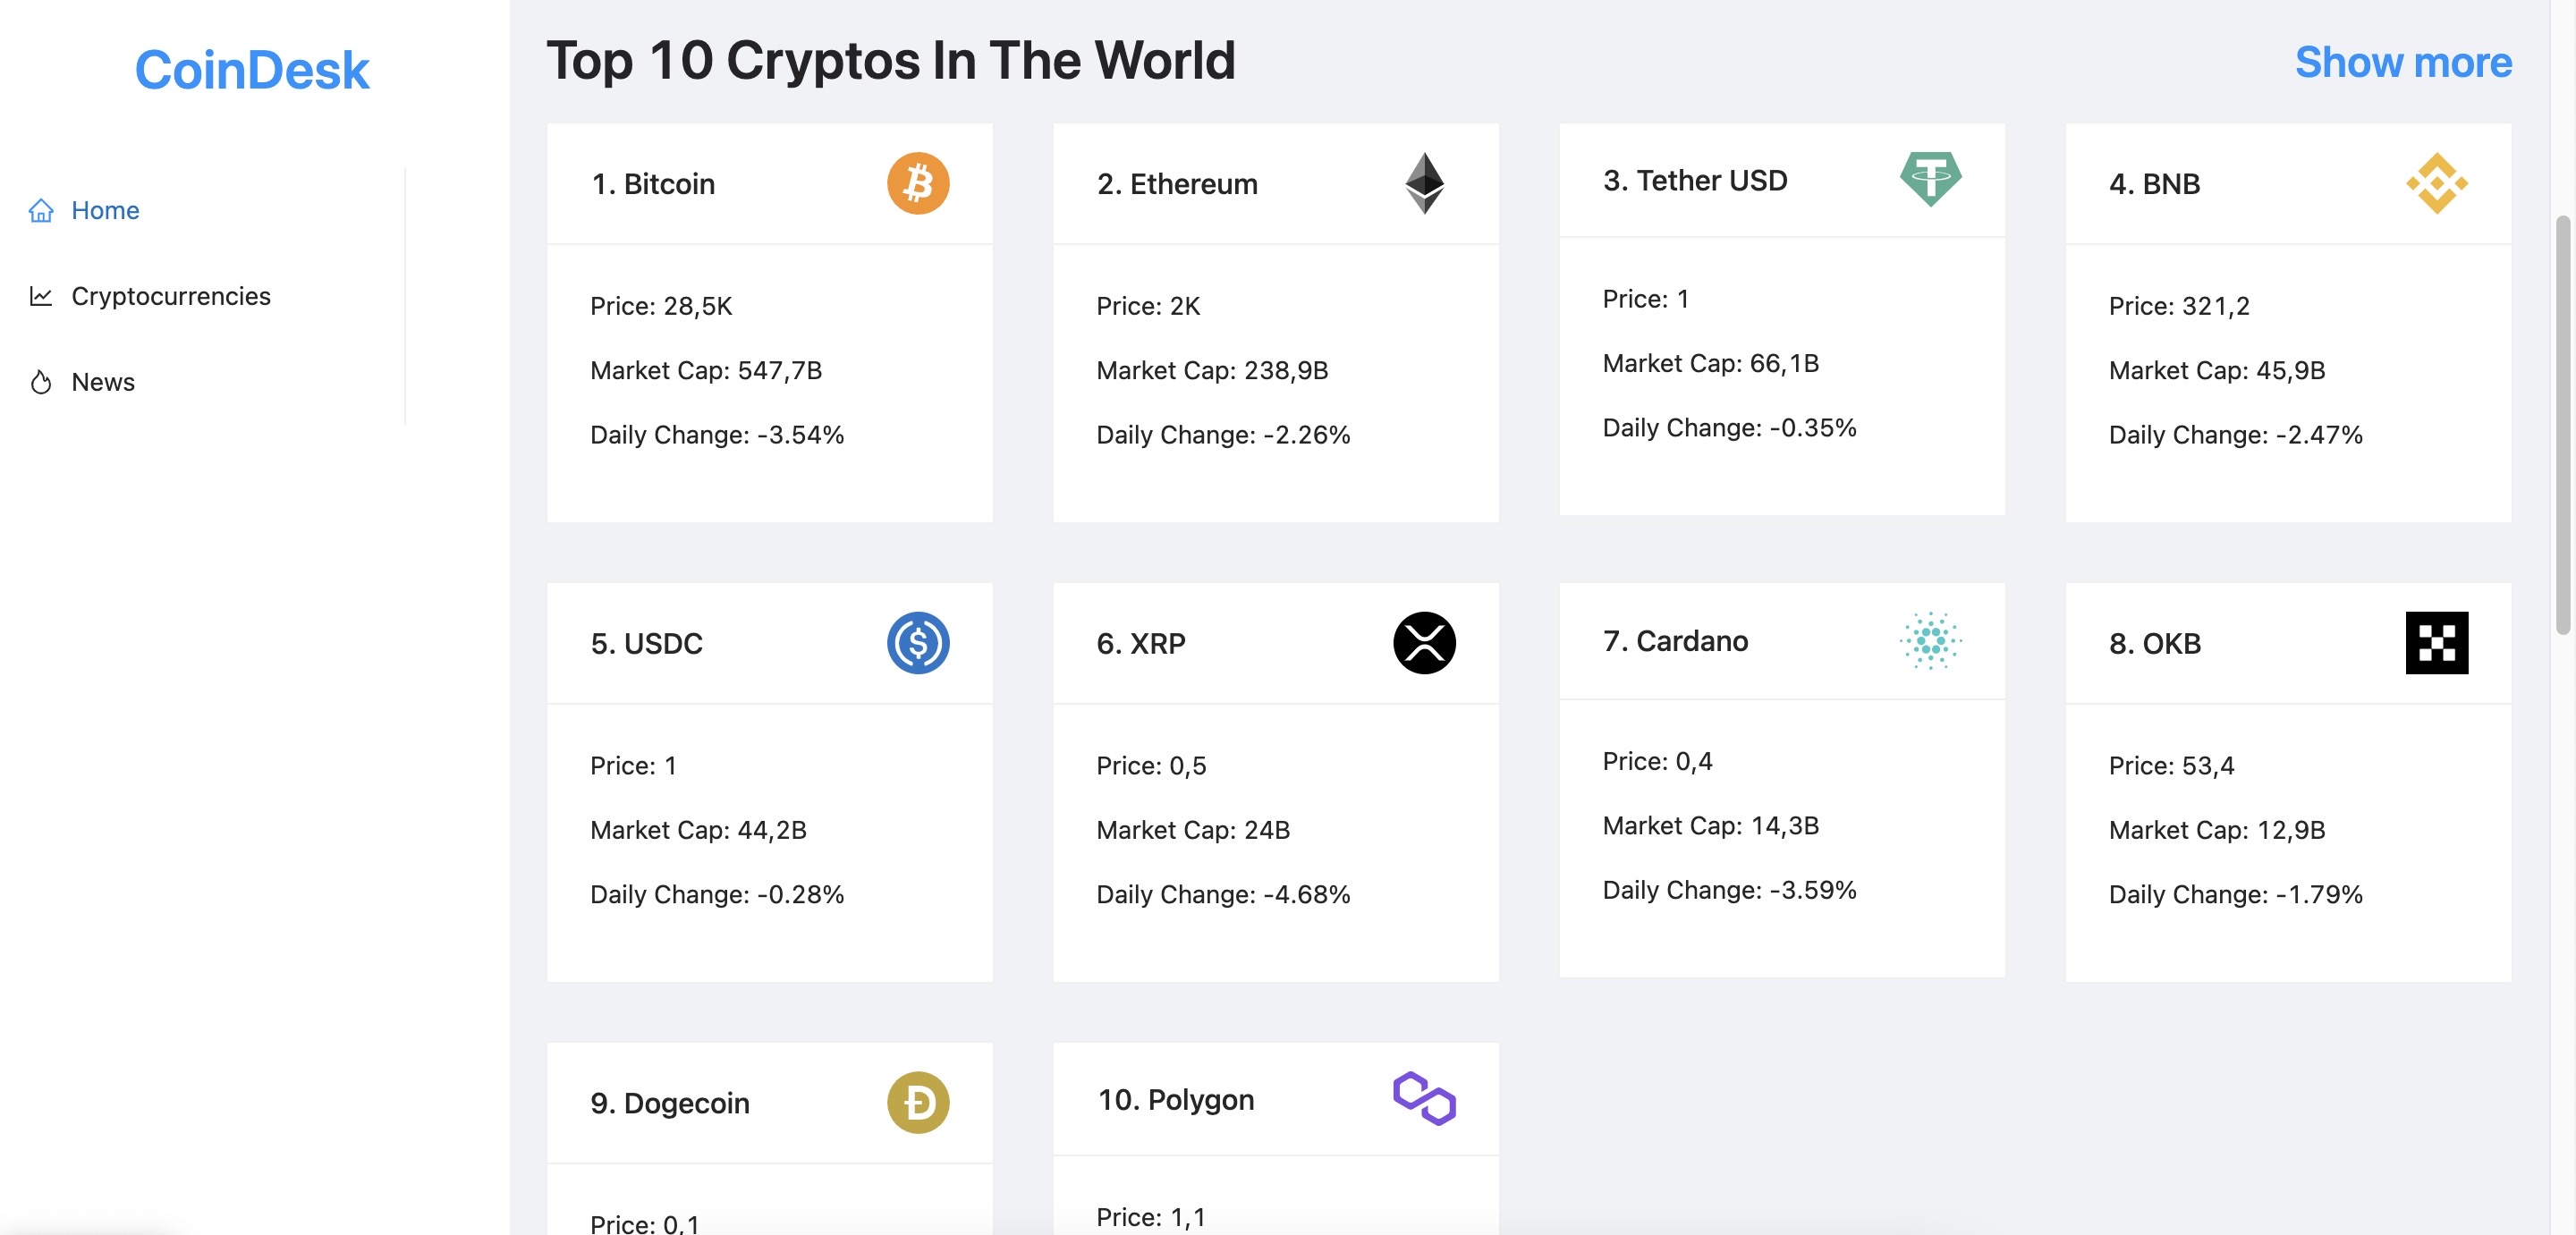 CoinDesk
Home
Cryptocurrencies
News
Top 10 Cryptos In The World
Show more
1. Bitcoin
Price: 28,5K
Market Cap: 547,7B
Daily Change: -3.54%
2. Ethereum
Price: 2K
Market Cap: 238,9B
Daily Change: -2.26%
3. Tether USD
Price: 1
Market Cap: 66,1B
Daily Change: -0.35%
4. BNB
Price: 321,2
Market Cap: 45,9B
Daily Change: -2.47%
5. USDC
Price: 1
Market Cap: 44,2B
Daily Change: -0.28%
6. XRP
Price: 0,5
Market Cap: 24B
Daily Change: -4.68%
7. Cardano
Price: 0,4
Market Cap: 14,3B
Daily Change: -3.59%
8. OKB
Price: 53,4
Market Cap: 12,9B
Daily Change: -1.79%
9. Dogecoin
Price: 0,1
10. Polygon
Price: 1,1